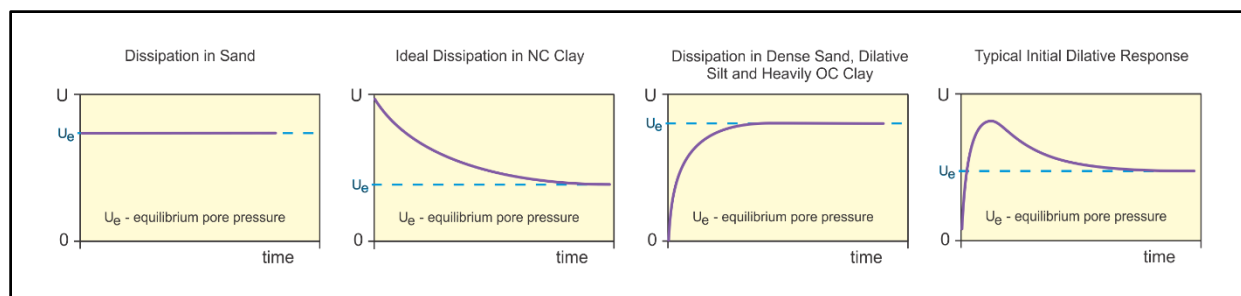 Dissipation in Sand
U
Ue
Ue - equilibrium pore pressure
0
time
Ideal Dissipation in NC Clay
U
Ue
Ue - equilibrium pore pressure
0
time
Dissipation in Dense Sand, Dilative
Silt and Heavily OC Clay
U
Ue
Ue - equilibrium pore pressure
0
time
Typical Initial Dilative Response
U
Ue
Ue - equilibrium pore pressure
0
time